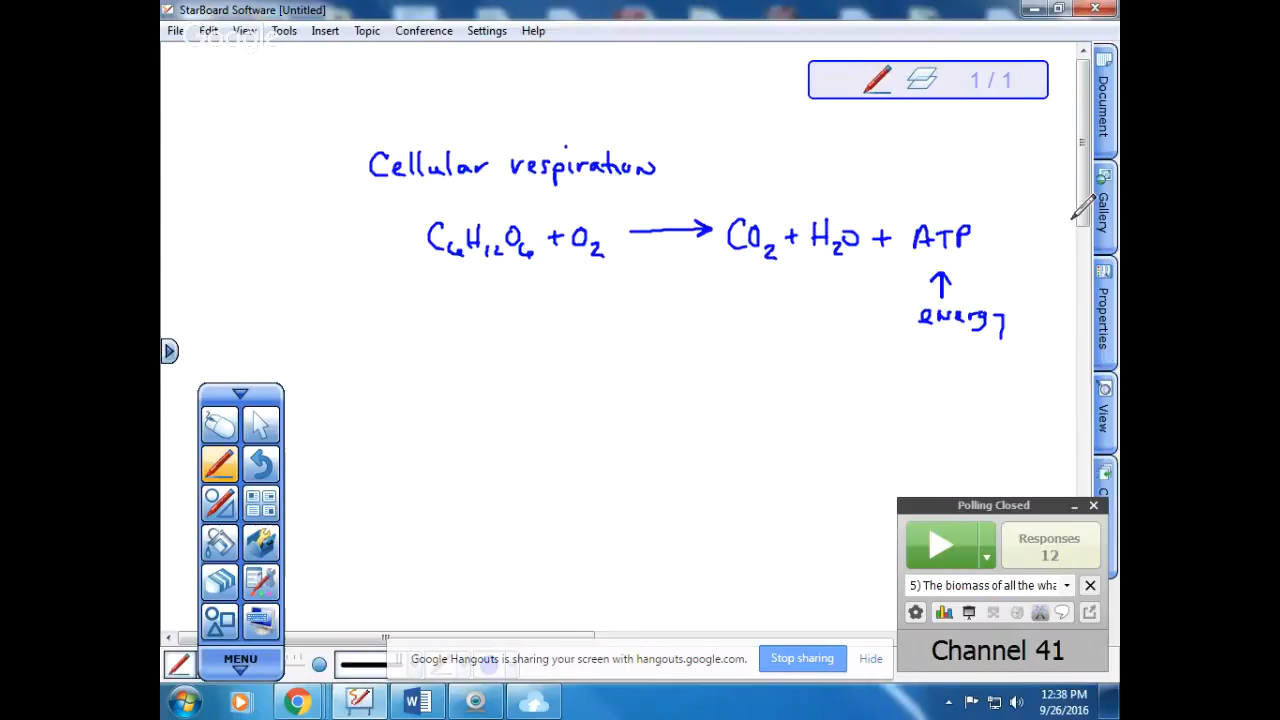 StarBoard Software [Untitled]
File Edit View Tools Insert Topic Conference Settings Help
Google
1 / 1
Document
Gallery
Properties
View
Cellular respiration
C6H12O6 + O2 → CO2 + H2O + ATP
↑
energy
MENU
Polling Closed
Responses
12
5) The biomass of all the wha
Channel 41
Google Hangouts is sharing your screen with hangouts.google.com.
Stop sharing
Hide
12:38 PM
9/26/2016